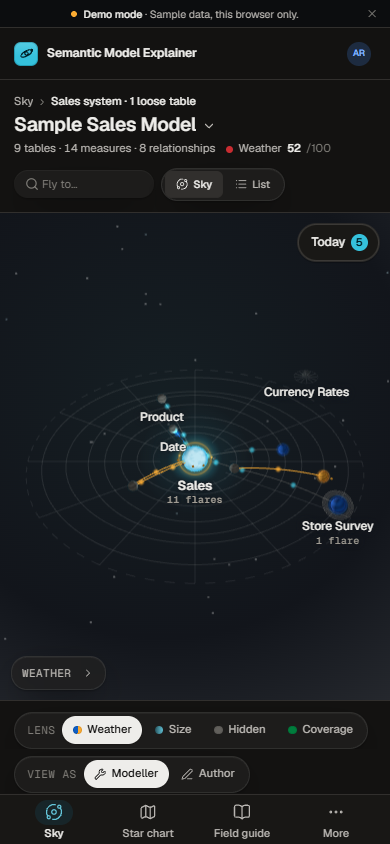 Demo mode · Sample data, this browser only.
Semantic Model Explainer
AR
Sky › Sales system · 1 loose table
Sample Sales Model
9 tables · 14 measures · 8 relationships Weather 52 /100
Fly to...
Sky
List
Today 5
Currency Rates
Product
Date
Sales
11 flares
Store Survey
1 flare
WEATHER
LENS Weather Size Hidden Coverage
VIEW AS Modeller Author
Sky Star chart Field guide More